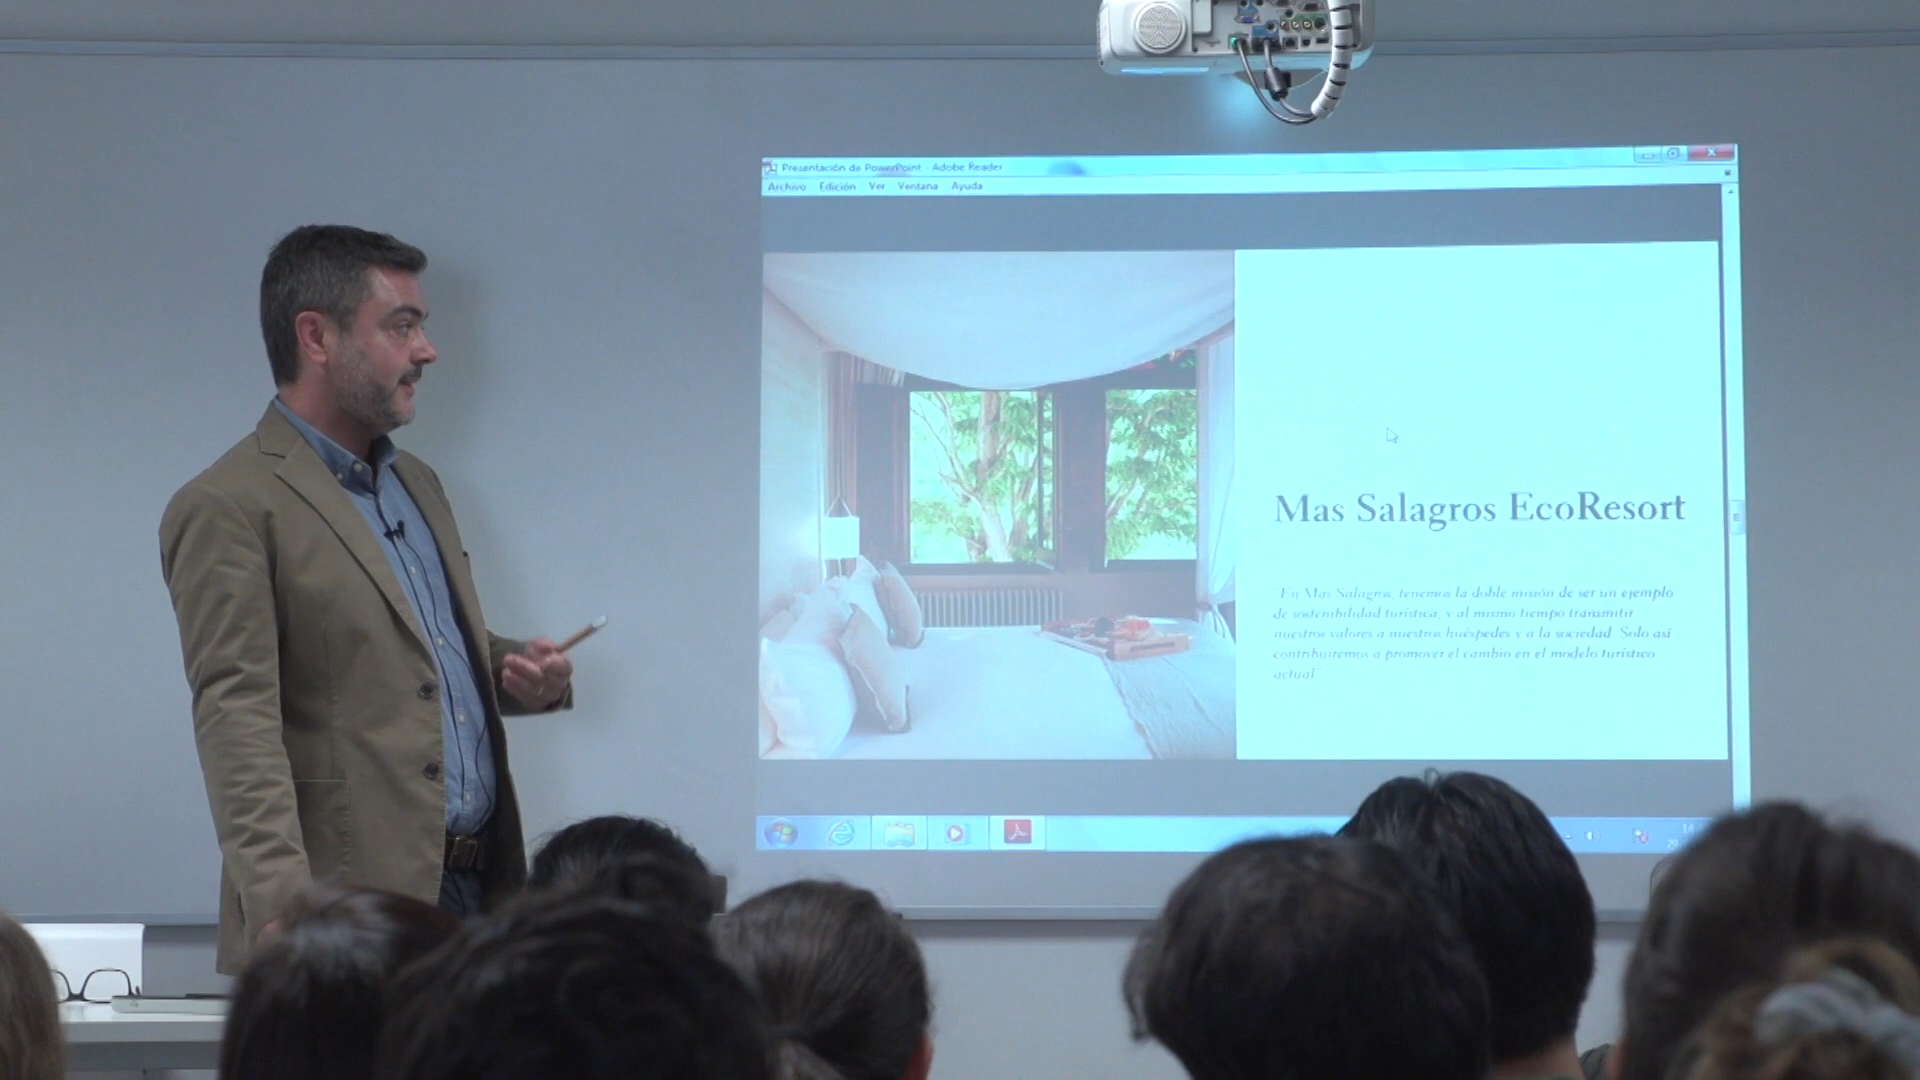 Presentación de PowerPoint - Adobe Reader
Archivo Edición Ver Ventana Ayuda
Mas Salagros EcoResort
"En Mas Salagros, tenemos la doble misión de ser un ejemplo
de sostenibilidad turística, y al mismo tiempo transmitir
nuestros valores a nuestros huéspedes y a la sociedad. Solo así
contribuiremos a promover el cambio en el modelo turístico
actual"